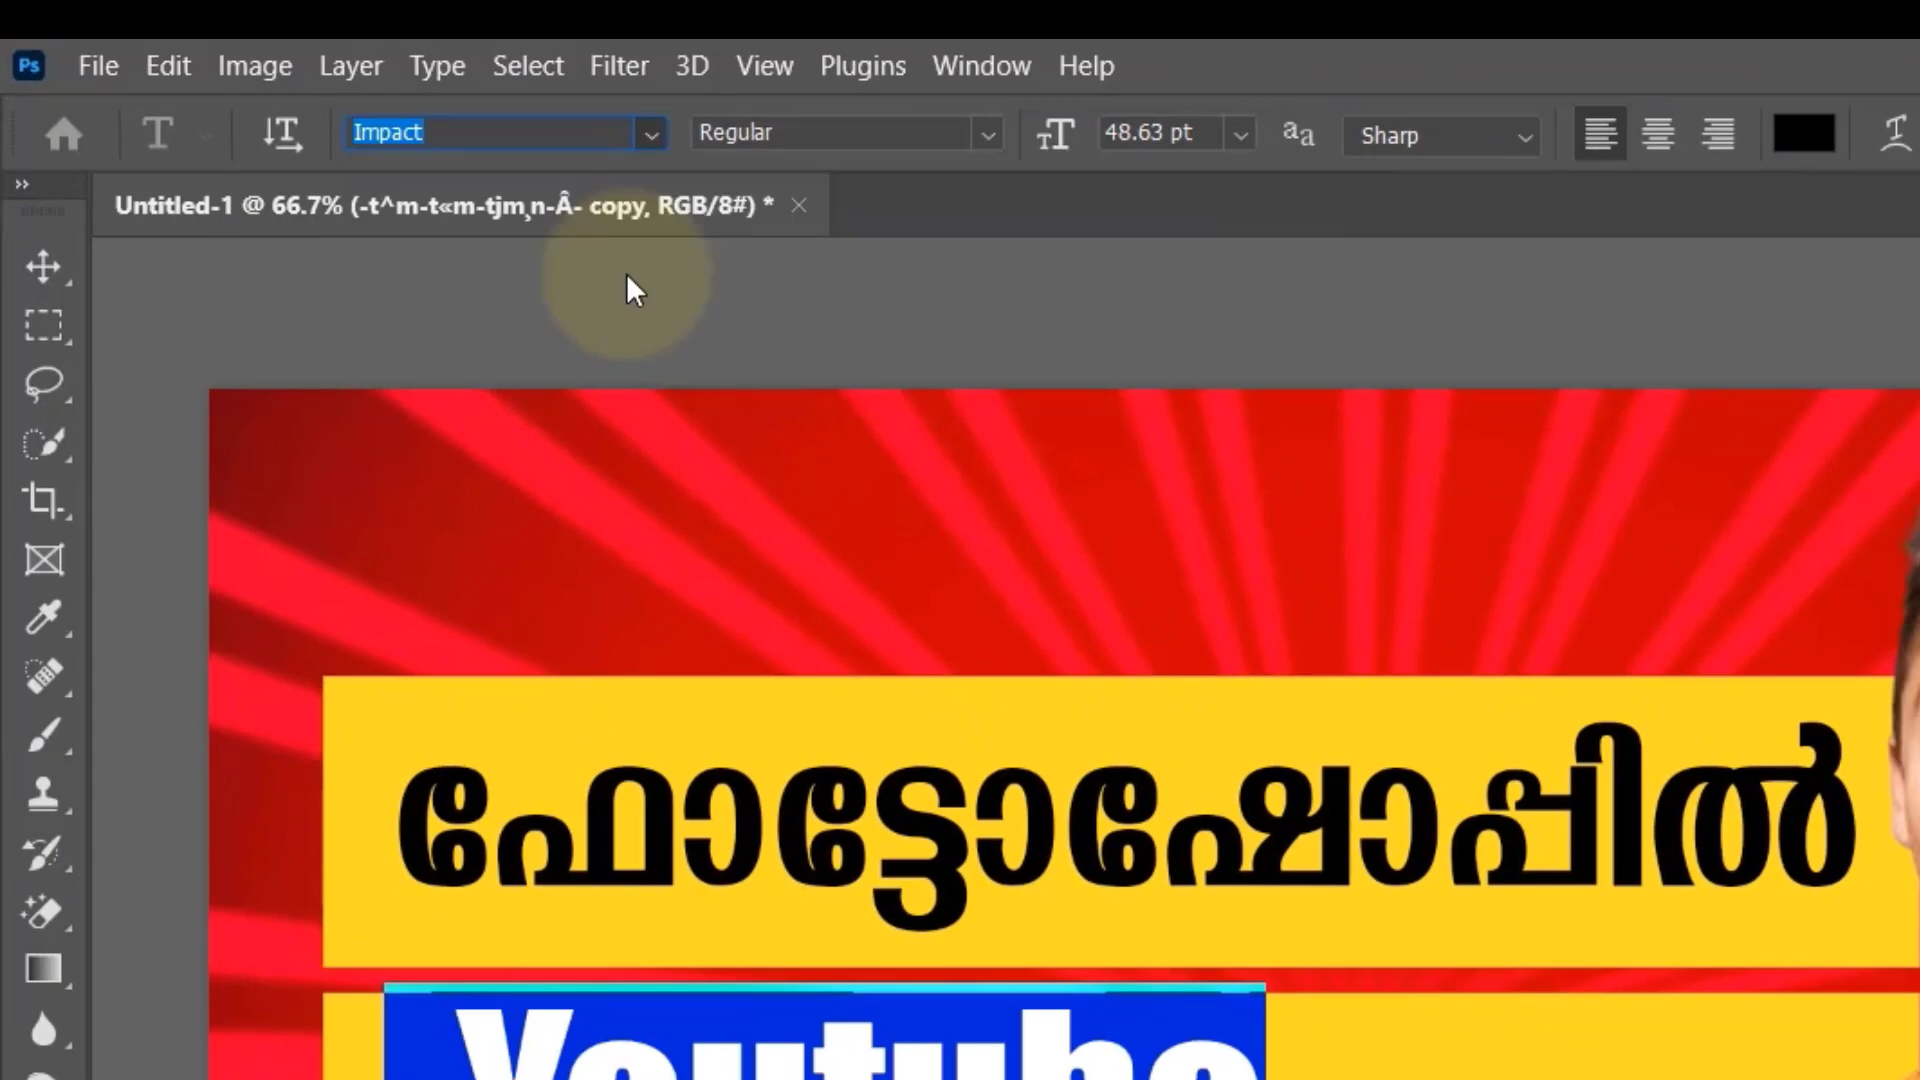 Ps File Edit Image Layer Type Select Filter 3D View Plugins Window Help
Impact Regular 48.63 pt Sharp
Untitled-1 @ 66.7% (-t^m-t«m-tjm¸n-Â- copy, RGB/8#) *
ഫോട്ടോഷോപ്പിൽ
Youtube